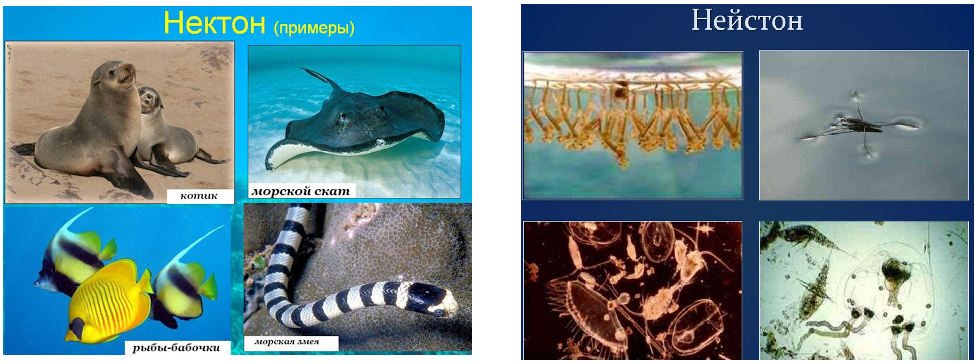 Нектон (примеры)
котик
морской скат
рыбы-бабочки
морская змея
Нейстон